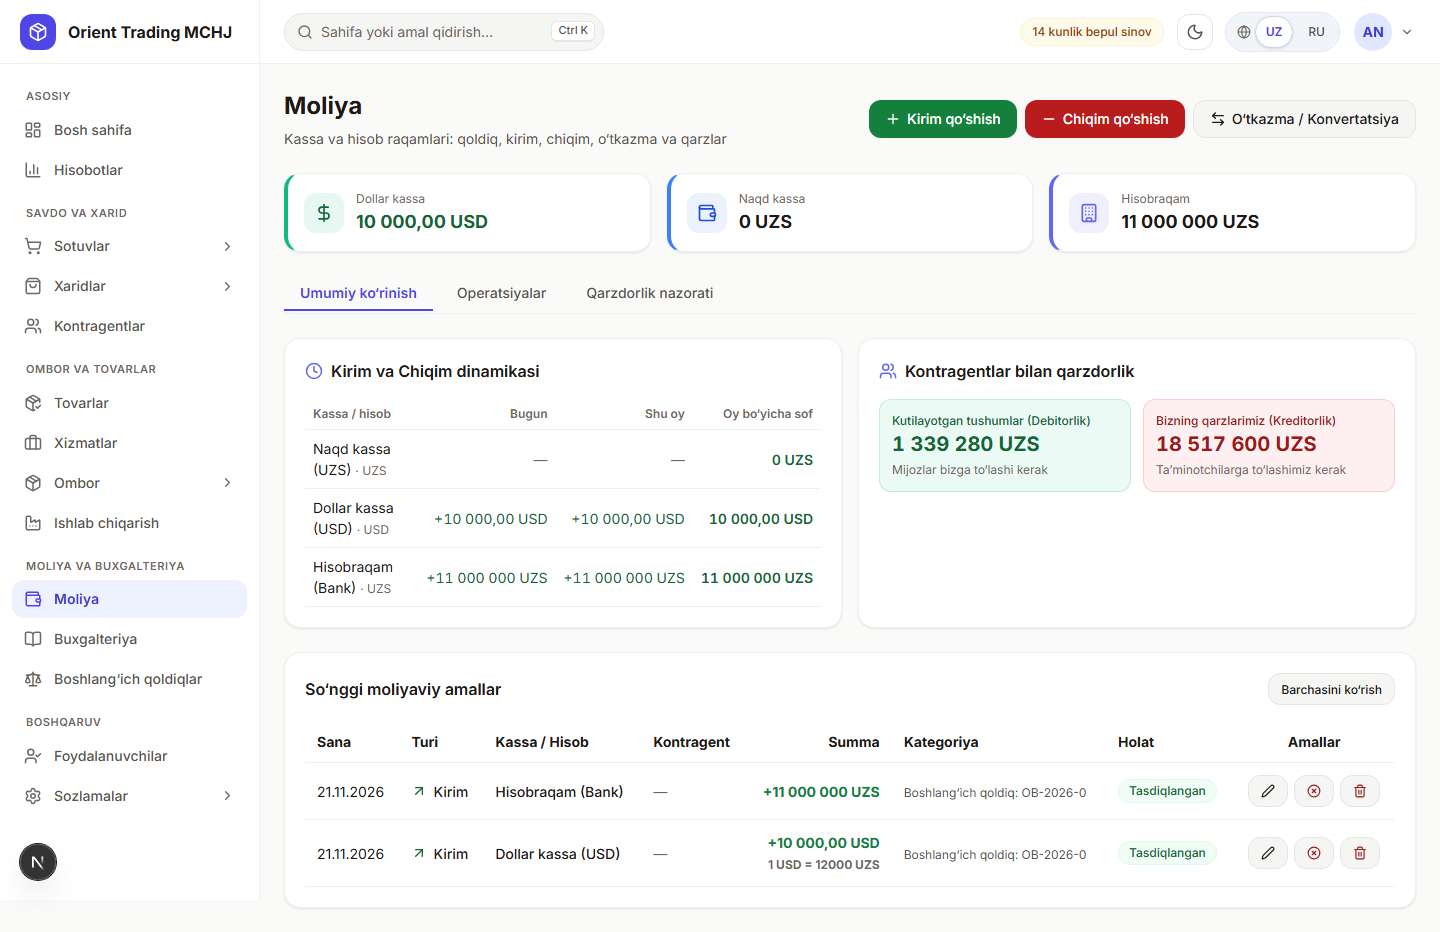 Orient Trading MCHJ
Sahifa yoki amal qidirish...
Ctrl K
14 kunlik bepul sinov
UZ
RU
AN
ASOSIY
Bosh sahifa
Hisobotlar
SAVDO VA XARID
Sotuvlar
Xaridlar
Kontragentlar
OMBOR VA TOVARLAR
Tovarlar
Xizmatlar
Ombor
Ishlab chiqarish
MOLIYA VA BUXGALTERIYA
Moliya
Buxgalteriya
Boshlang‘ich qoldiqlar
BOSHQARUV
Foydalanuvchilar
Sozlamalar
N
Moliya
Kassa va hisob raqamlari: qoldiq, kirim, chiqim, o‘tkazma va qarzlar
+ Kirim qo‘shish
− Chiqim qo‘shish
O‘tkazma / Konvertatsiya
Dollar kassa
10 000,00 USD
Naqd kassa
0 UZS
Hisobraqam
11 000 000 UZS
Umumiy ko‘rinish
Operatsiyalar
Qarzdorlik nazorati
Kirim va Chiqim dinamikasi
Kassa / hisob Bugun Shu oy Oy bo‘yicha sof
Naqd kassa
(UZS) · UZS — — 0 UZS
Dollar kassa
(USD) · USD +10 000,00 USD +10 000,00 USD 10 000,00 USD
Hisobraqam
(Bank) · UZS +11 000 000 UZS +11 000 000 UZS 11 000 000 UZS
Kontragentlar bilan qarzdorlik
Kutilayotgan tushumlar (Debitorlik)
1 339 280 UZS
Mijozlar bizga to‘lashi kerak
Bizning qarzlarimiz (Kreditorlik)
18 517 600 UZS
Ta’minotchilarga to‘lashimiz kerak
So‘nggi moliyaviy amallar
Barchasini ko‘rish
Sana Turi Kassa / Hisob Kontragent Summa Kategoriya Holat Amallar
21.11.2026 Kirim Hisobraqam (Bank) — +11 000 000 UZS Boshlang‘ich qoldiq: OB-2026-0 Tasdiqlangan
21.11.2026 Kirim Dollar kassa (USD) — +10 000,00 USD Boshlang‘ich qoldiq: OB-2026-0 Tasdiqlangan
1 USD = 12000 UZS